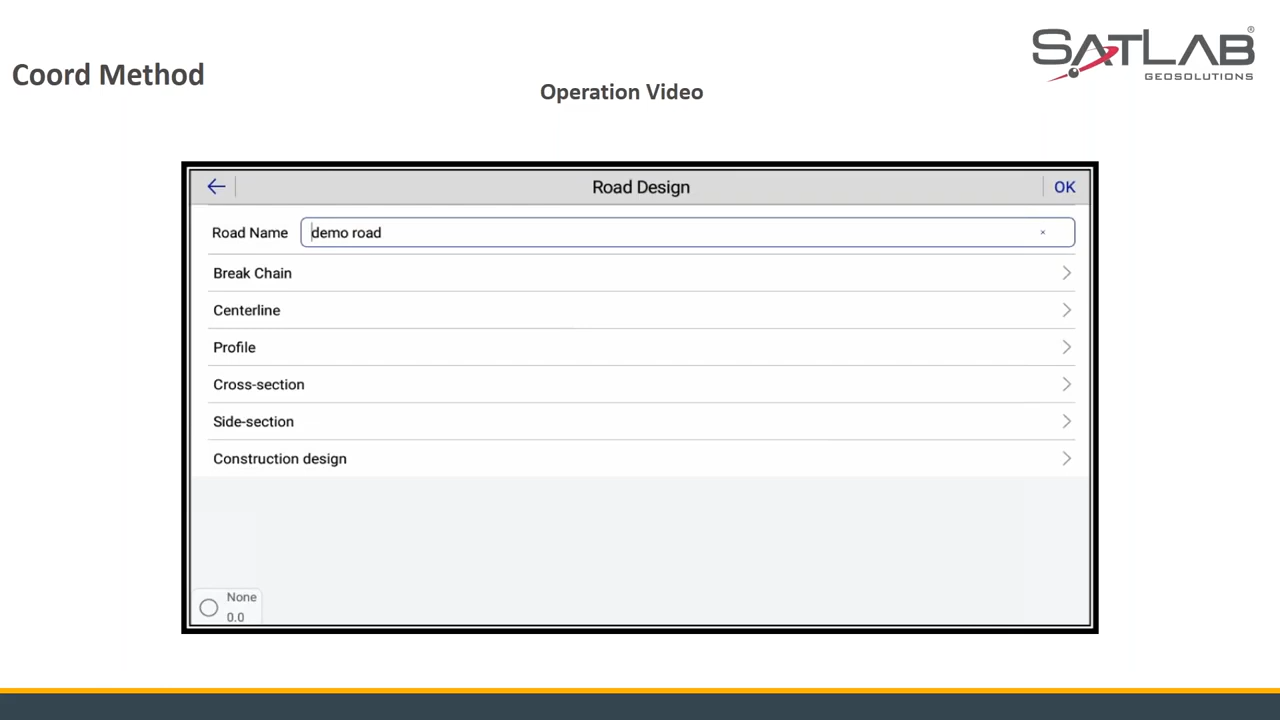 Coord Method
Operation Video
SATLAB®
GEOSOLUTIONS
Road Design
OK
Road Name
demo road
×
Break Chain
Centerline
Profile
Cross-section
Side-section
Construction design
None
0.0